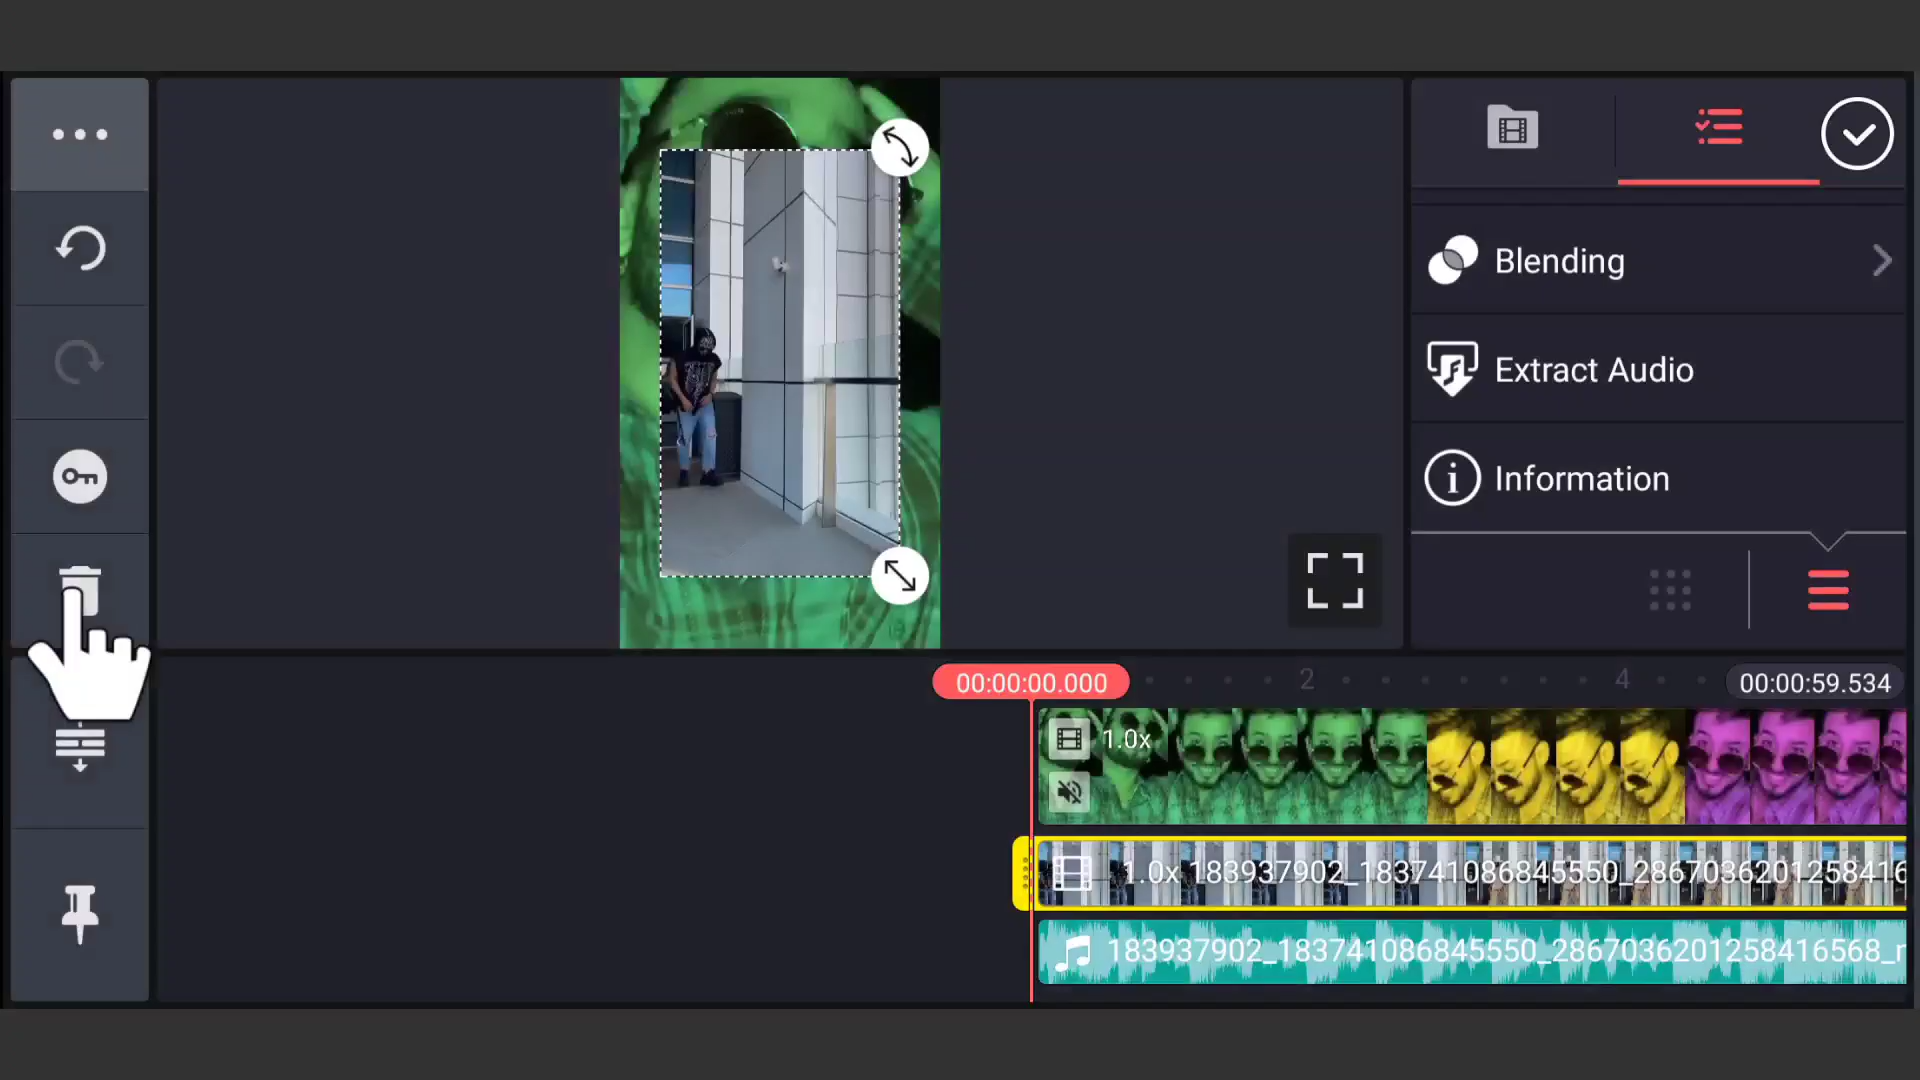 Blending
Extract Audio
Information
00:00:00.000
2
4
00:00:59.534
1.0x
1.0x 183937902_183741086845550_2867036201258416
183937902_183741086845550_2867036201258416568_r